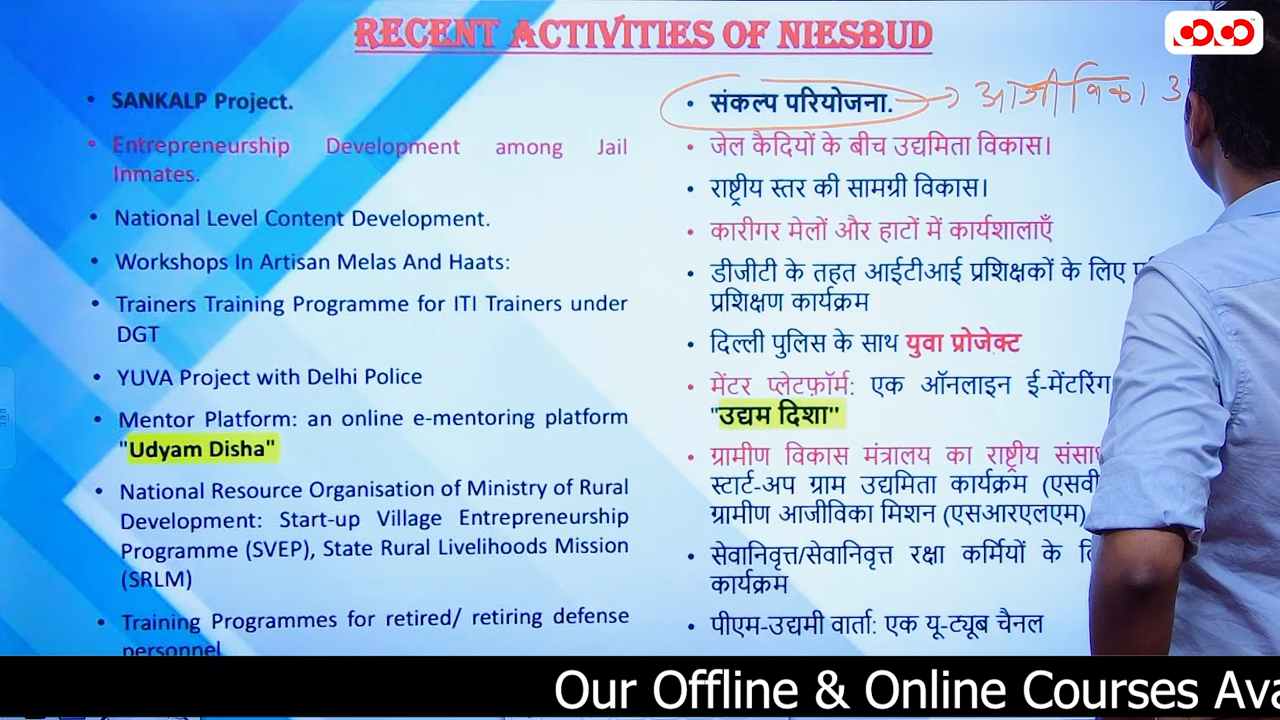 RECENT ACTIVITIES OF NIESBUD
• SANKALP Project.
• Entrepreneurship Development among Jail
Inmates.
• National Level Content Development.
• Workshops In Artisan Melas And Haats:
• Trainers Training Programme for ITI Trainers under
DGT
• YUVA Project with Delhi Police
• Mentor Platform: an online e-mentoring platform
"Udyam Disha"
• National Resource Organisation of Ministry of Rural
Development: Start-up Village Entrepreneurship
Programme (SVEP), State Rural Livelihoods Mission
(SRLM)
• Training Programmes for retired/ retiring defense
personnel
• संकल्प परियोजना. → आजीविका
• जेल कैदियों के बीच उद्यमिता विकास।
• राष्ट्रीय स्तर की सामग्री विकास।
• कारीगर मेलों और हाटों में कार्यशालाएँ
• डीजीटी के तहत आईटीआई प्रशिक्षकों के लिए
प्रशिक्षण कार्यक्रम
• दिल्ली पुलिस के साथ युवा प्रोजेक्ट
• मेंटर प्लेटफ़ॉर्म: एक ऑनलाइन ई-मेंटरिंग
"उद्यम दिशा"
• ग्रामीण विकास मंत्रालय का राष्ट्रीय
स्टार्ट-अप ग्राम उद्यमिता कार्यक्रम
ग्रामीण आजीविका मिशन (एसआरएलएम)
• सेवानिवृत्त/सेवानिवृत्त रक्षा कर्मियों के
कार्यक्रम
• पीएम-उद्यमी वार्ता: एक यू-ट्यूब चैनल
Our Offline & Online Courses